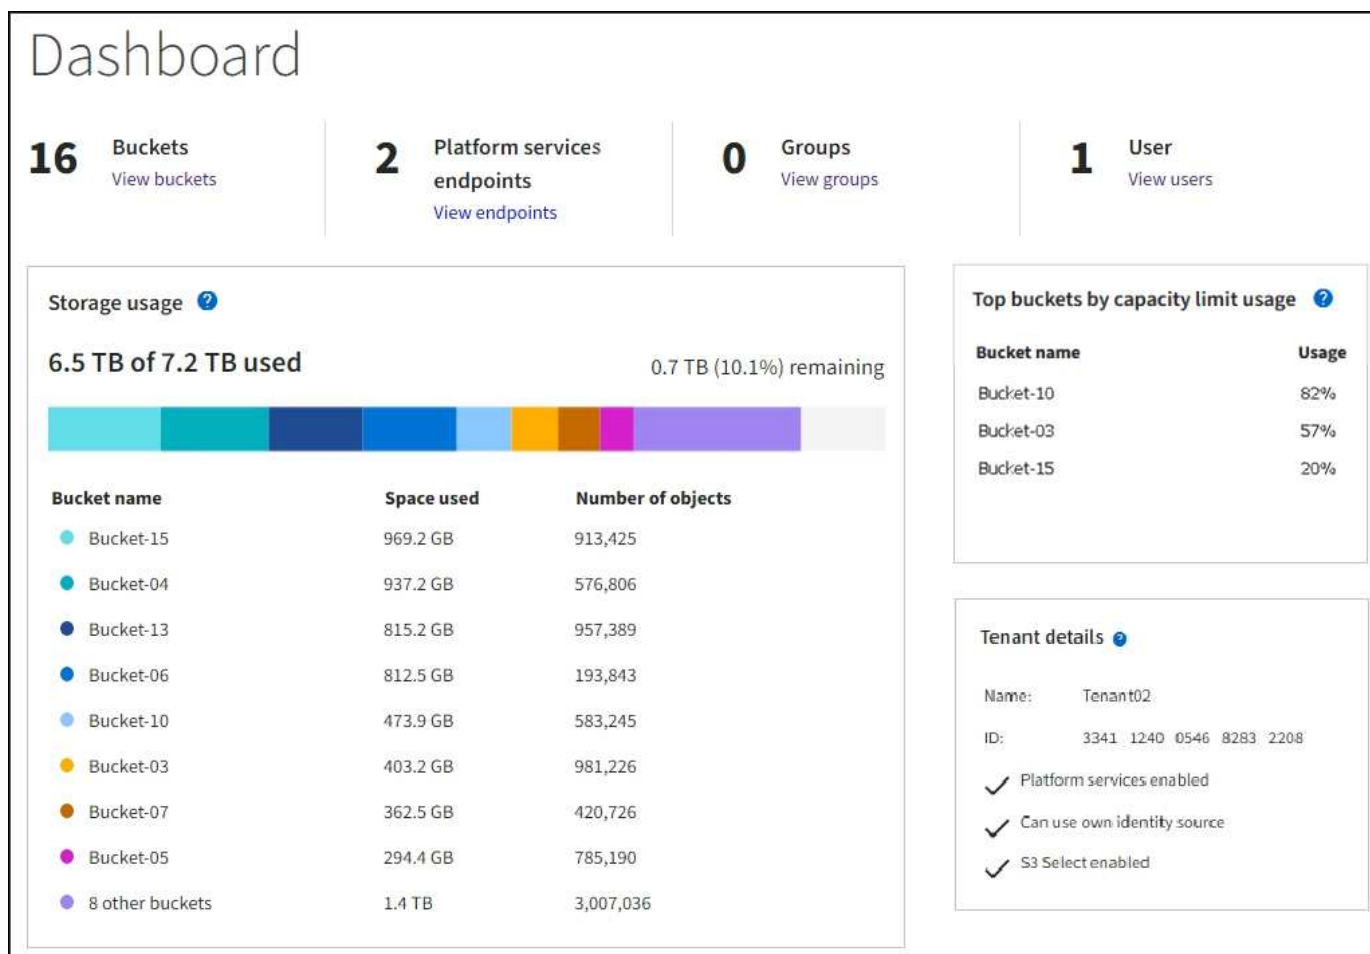 Dashboard
16 Buckets
View buckets
2 Platform services
endpoints
View endpoints
0 Groups
View groups
1 User
View users
Storage usage ?
6.5 TB of 7.2 TB used
0.7 TB (10.1%) remaining
Bucket name Space used Number of objects
Bucket-15 969.2 GB 913,425
Bucket-04 937.2 GB 576,806
Bucket-13 815.2 GB 957,389
Bucket-06 812.5 GB 193,843
Bucket-10 473.9 GB 583,245
Bucket-03 403.2 GB 981,226
Bucket-07 362.5 GB 420,726
Bucket-05 294.4 GB 785,190
8 other buckets 1.4 TB 3,007,036
Top buckets by capacity limit usage ?
Bucket name Usage
Bucket-10 82%
Bucket-03 57%
Bucket-15 20%
Tenant details ?
Name: Tenant02
ID: 3341 1240 0546 8283 2208
Platform services enabled
Can use own identity source
S3 Select enabled